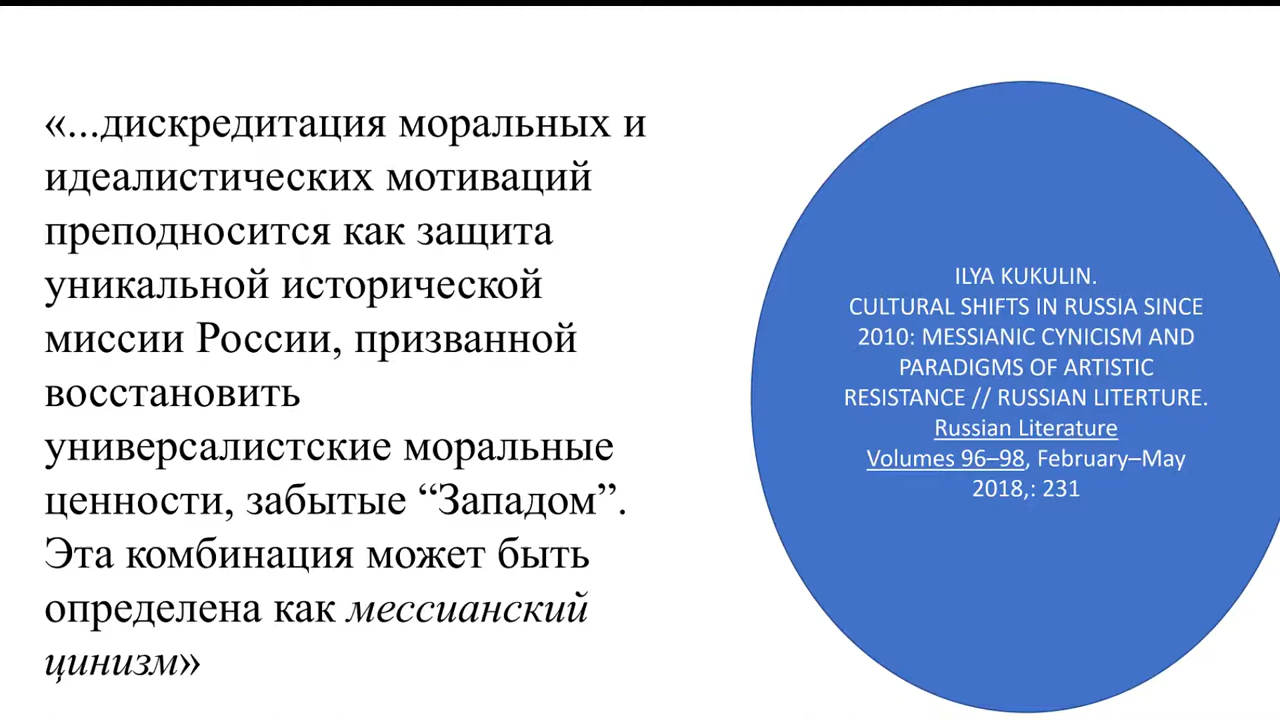 «...дискредитация моральных и
идеалистических мотиваций
преподносится как защита
уникальной исторической
миссии России, призванной
восстановить
универсалистские моральные
ценности, забытые “Западом”.
Эта комбинация может быть
определена как мессианский
цинизм»
ILYA KUKULIN.
CULTURAL SHIFTS IN RUSSIA SINCE
2010: MESSIANIC CYNICISM AND
PARADIGMS OF ARTISTIC
RESISTANCE // RUSSIAN LITERTURE.
Russian Literature
Volumes 96–98, February–May
2018,: 231